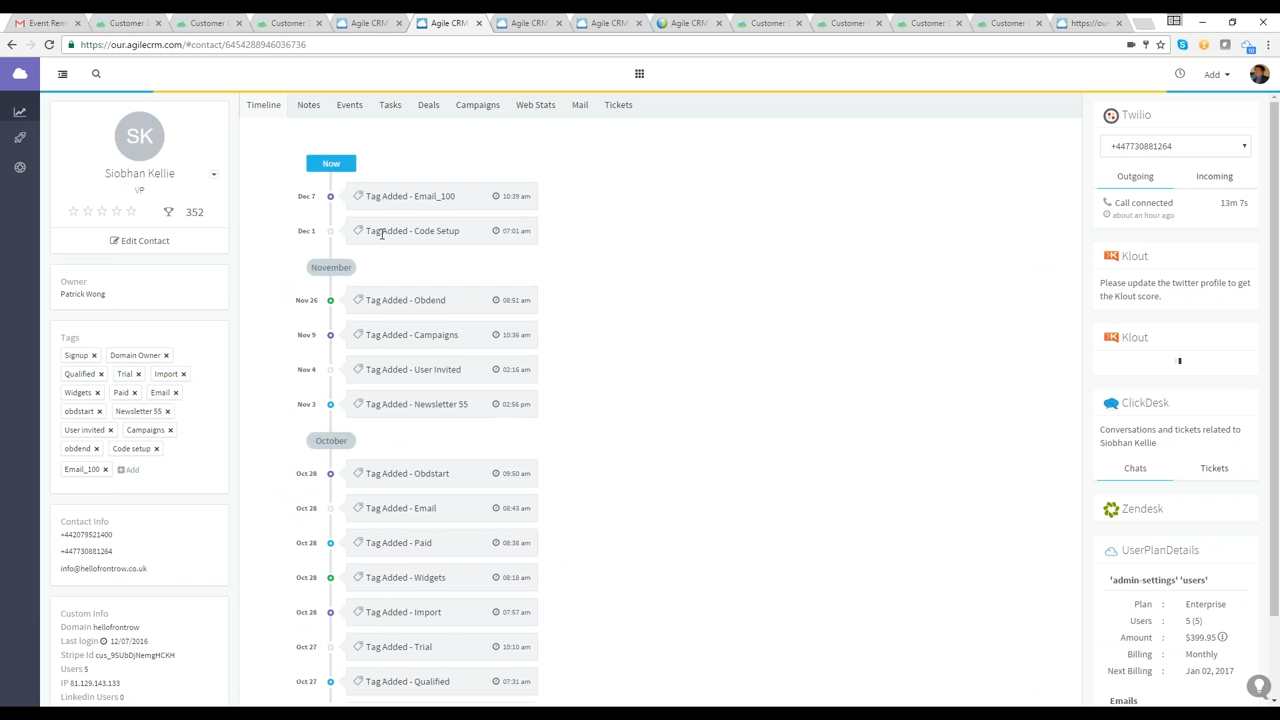 Event Rem
Customer
Customer D
Customer E
Agile CRM
Agile CRM
Agile CRM
Agile CRM
Agile CRM
Customer
Customer
Customer
Customer
https://our
https://our.agilecrm.com/#contact/6454288946036736
Add
Timeline Notes Events Tasks Deals Campaigns Web Stats Mail Tickets
SK
Siobhan Kellie
VP
352
Edit Contact
Owner
Patrick Wong
Tags
Signup × Domain Owner ×
Qualified × Trial × Import ×
Widgets × Paid × Email ×
obdstart × Newsletter 55 ×
User invited × Campaigns ×
obdend × Code setup ×
Email_100 × Add
Contact Info
+442079521400
+447730881264
info@hellofrontrow.co.uk
Custom Info
Domain hellofrontrow
Last login 12/07/2016
Stripe Id cus_9SUbDjNemgHCKH
Users 5
IP 81.129.143.133
LinkedIn Users 0
Now
Dec 7 Tag Added - Email_100 10:39 am
Dec 1 Tag Added - Code Setup 07:01 am
November
Nov 26 Tag Added - Obdend 08:51 am
Nov 9 Tag Added - Campaigns 10:36 am
Nov 4 Tag Added - User Invited 02:16 am
Nov 3 Tag Added - Newsletter 55 02:56 pm
October
Oct 28 Tag Added - Obdstart 09:50 am
Oct 28 Tag Added - Email 08:43 am
Oct 28 Tag Added - Paid 08:38 am
Oct 28 Tag Added - Widgets 08:18 am
Oct 28 Tag Added - Import 07:57 am
Oct 27 Tag Added - Trial 10:10 am
Oct 27 Tag Added - Qualified 07:31 am
Twilio
+447730881264
Outgoing Incoming
Call connected 13m 7s
about an hour ago
Klout
Please update the twitter profile to get
the Klout score.
Klout
ClickDesk
Conversations and tickets related to
Siobhan Kellie
Chats Tickets
Zendesk
UserPlanDetails
'admin-settings' 'users'
Plan : Enterprise
Users : 5 (5)
Amount : $399.95
Billing : Monthly
Next Billing : Jan 02, 2017
Emails